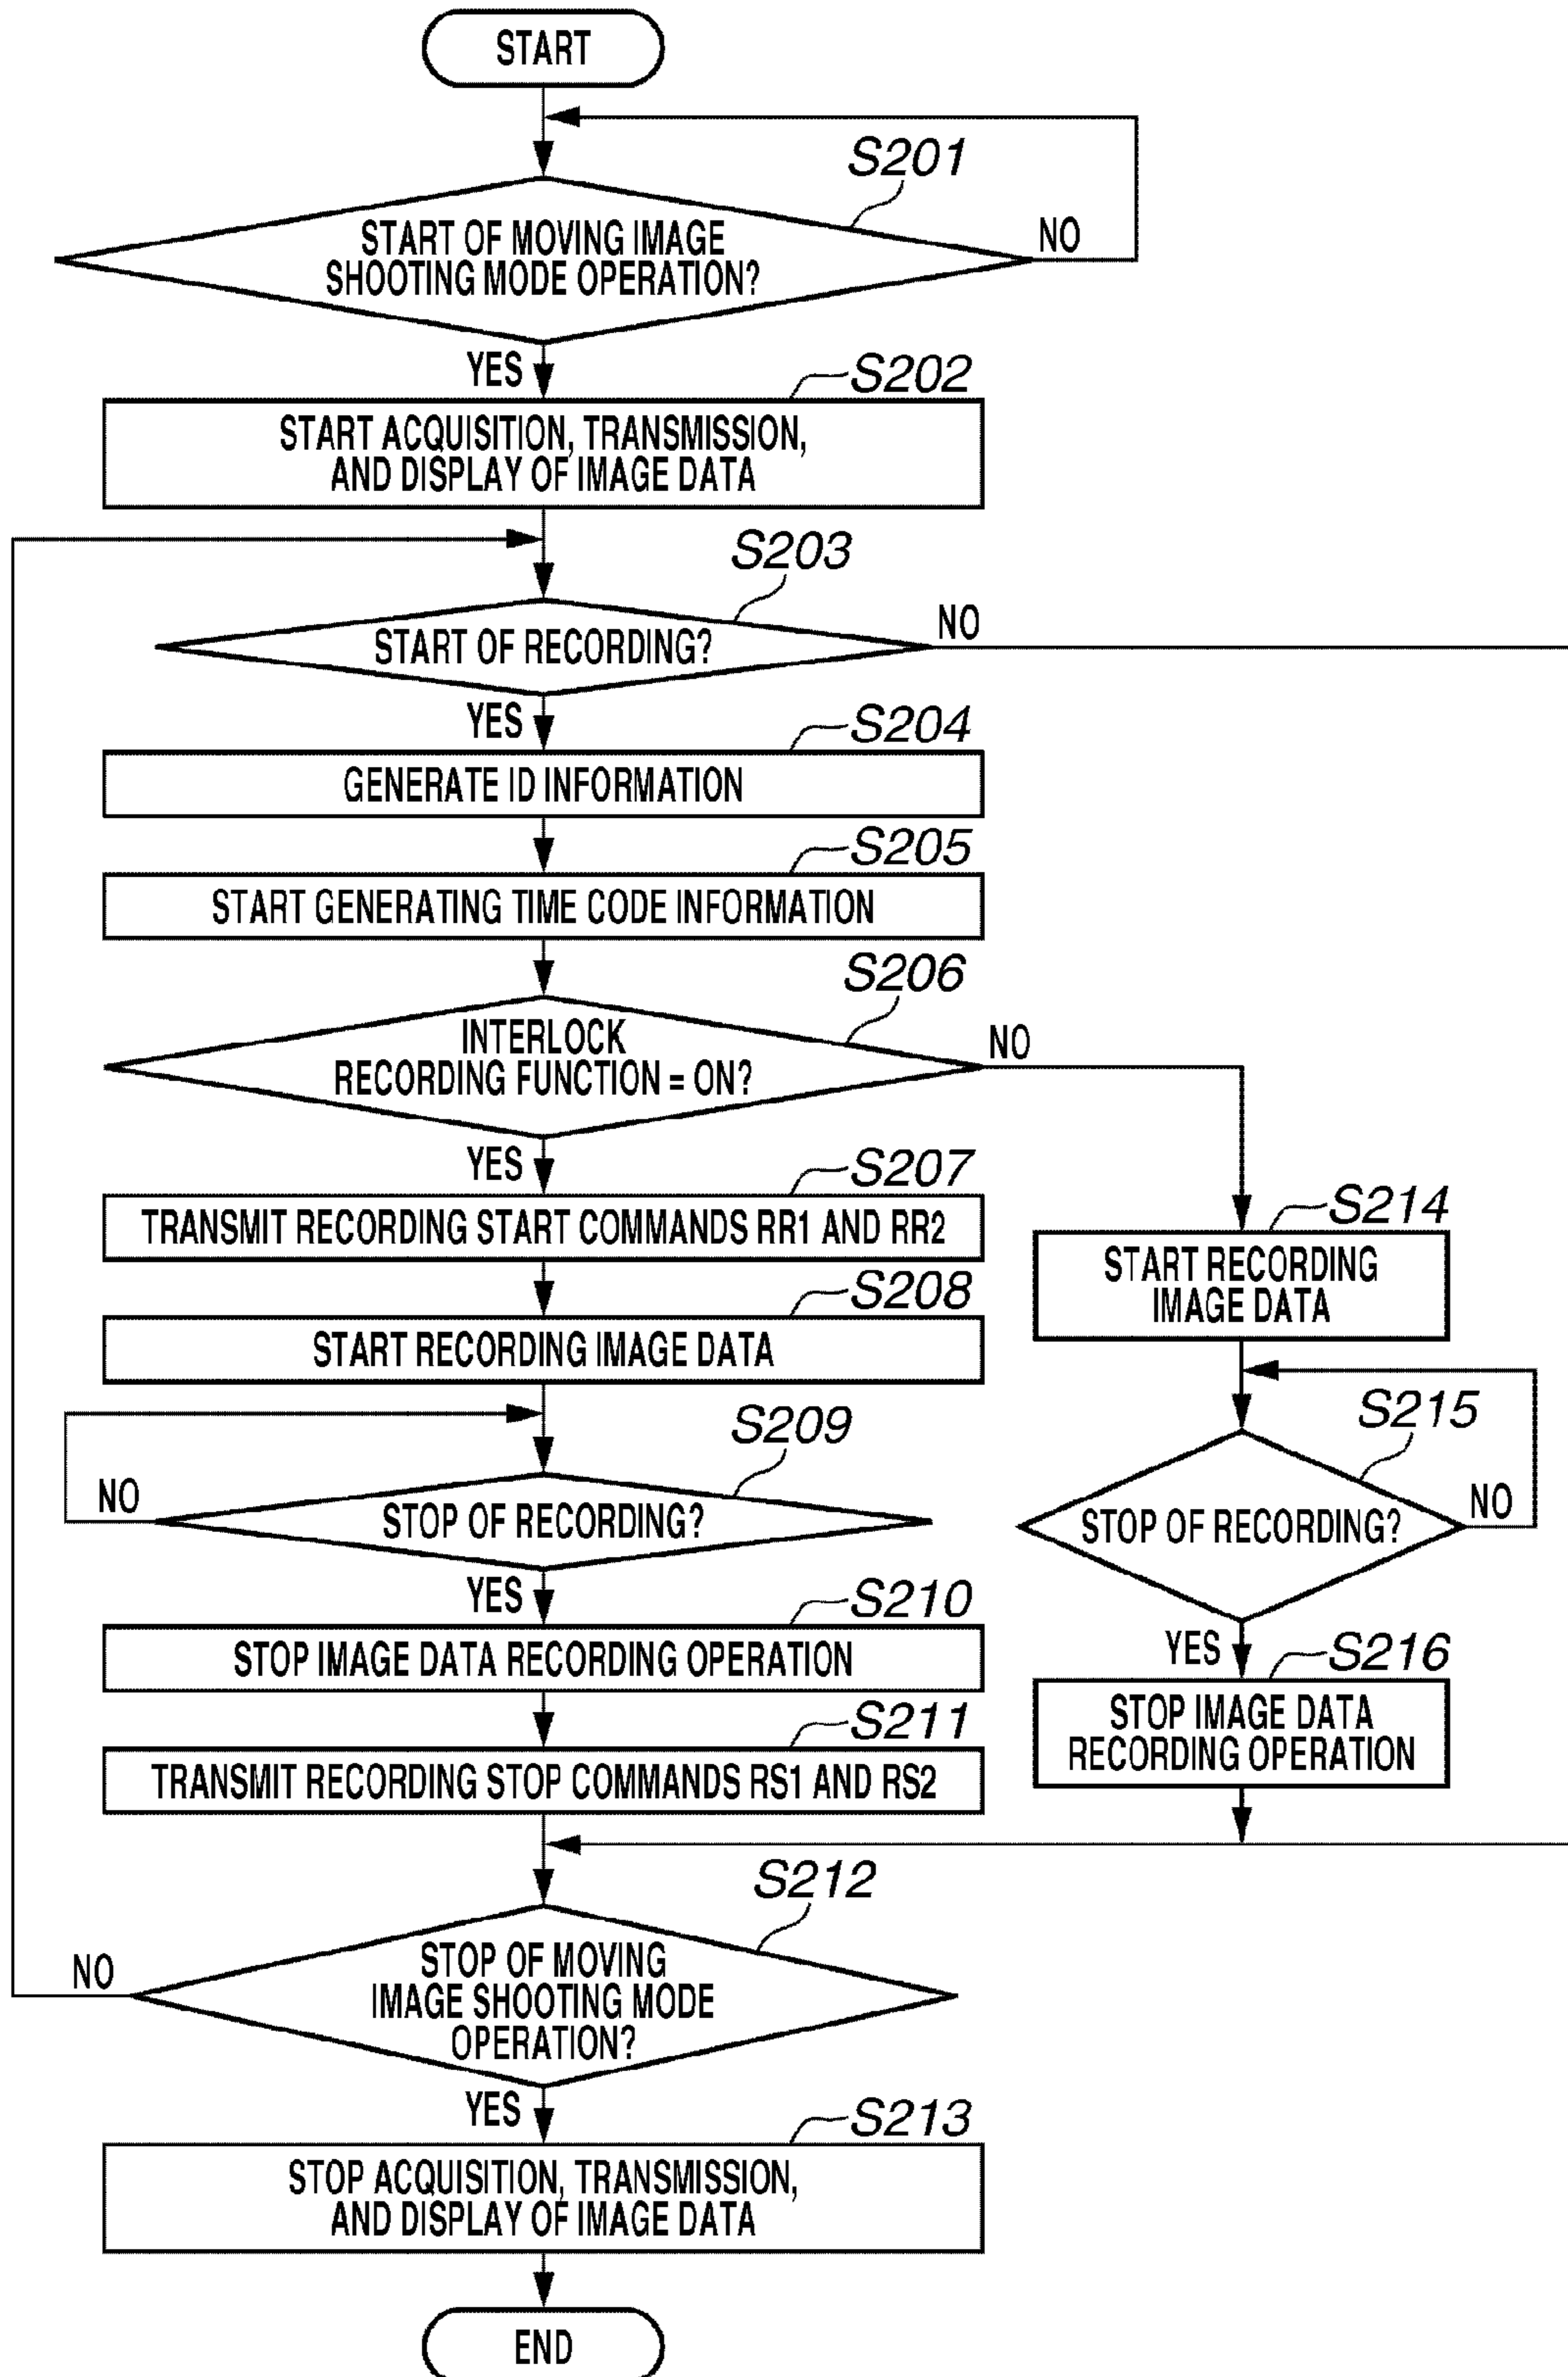 START
S201
START OF MOVING IMAGE
SHOOTING MODE OPERATION?
NO
YES
S202
START ACQUISITION, TRANSMISSION,
AND DISPLAY OF IMAGE DATA
S203
START OF RECORDING?
NO
YES
S204
GENERATE ID INFORMATION
S205
START GENERATING TIME CODE INFORMATION
S206
INTERLOCK
RECORDING FUNCTION = ON?
NO
YES
S207
TRANSMIT RECORDING START COMMANDS RR1 AND RR2
S208
START RECORDING IMAGE DATA
S209
STOP OF RECORDING?
NO
YES
S210
STOP IMAGE DATA RECORDING OPERATION
S211
TRANSMIT RECORDING STOP COMMANDS RS1 AND RS2
S214
START RECORDING
IMAGE DATA
S215
STOP OF RECORDING?
NO
YES
S216
STOP IMAGE DATA
RECORDING OPERATION
S212
STOP OF MOVING
IMAGE SHOOTING MODE
OPERATION?
NO
YES
S213
STOP ACQUISITION, TRANSMISSION,
AND DISPLAY OF IMAGE DATA
END